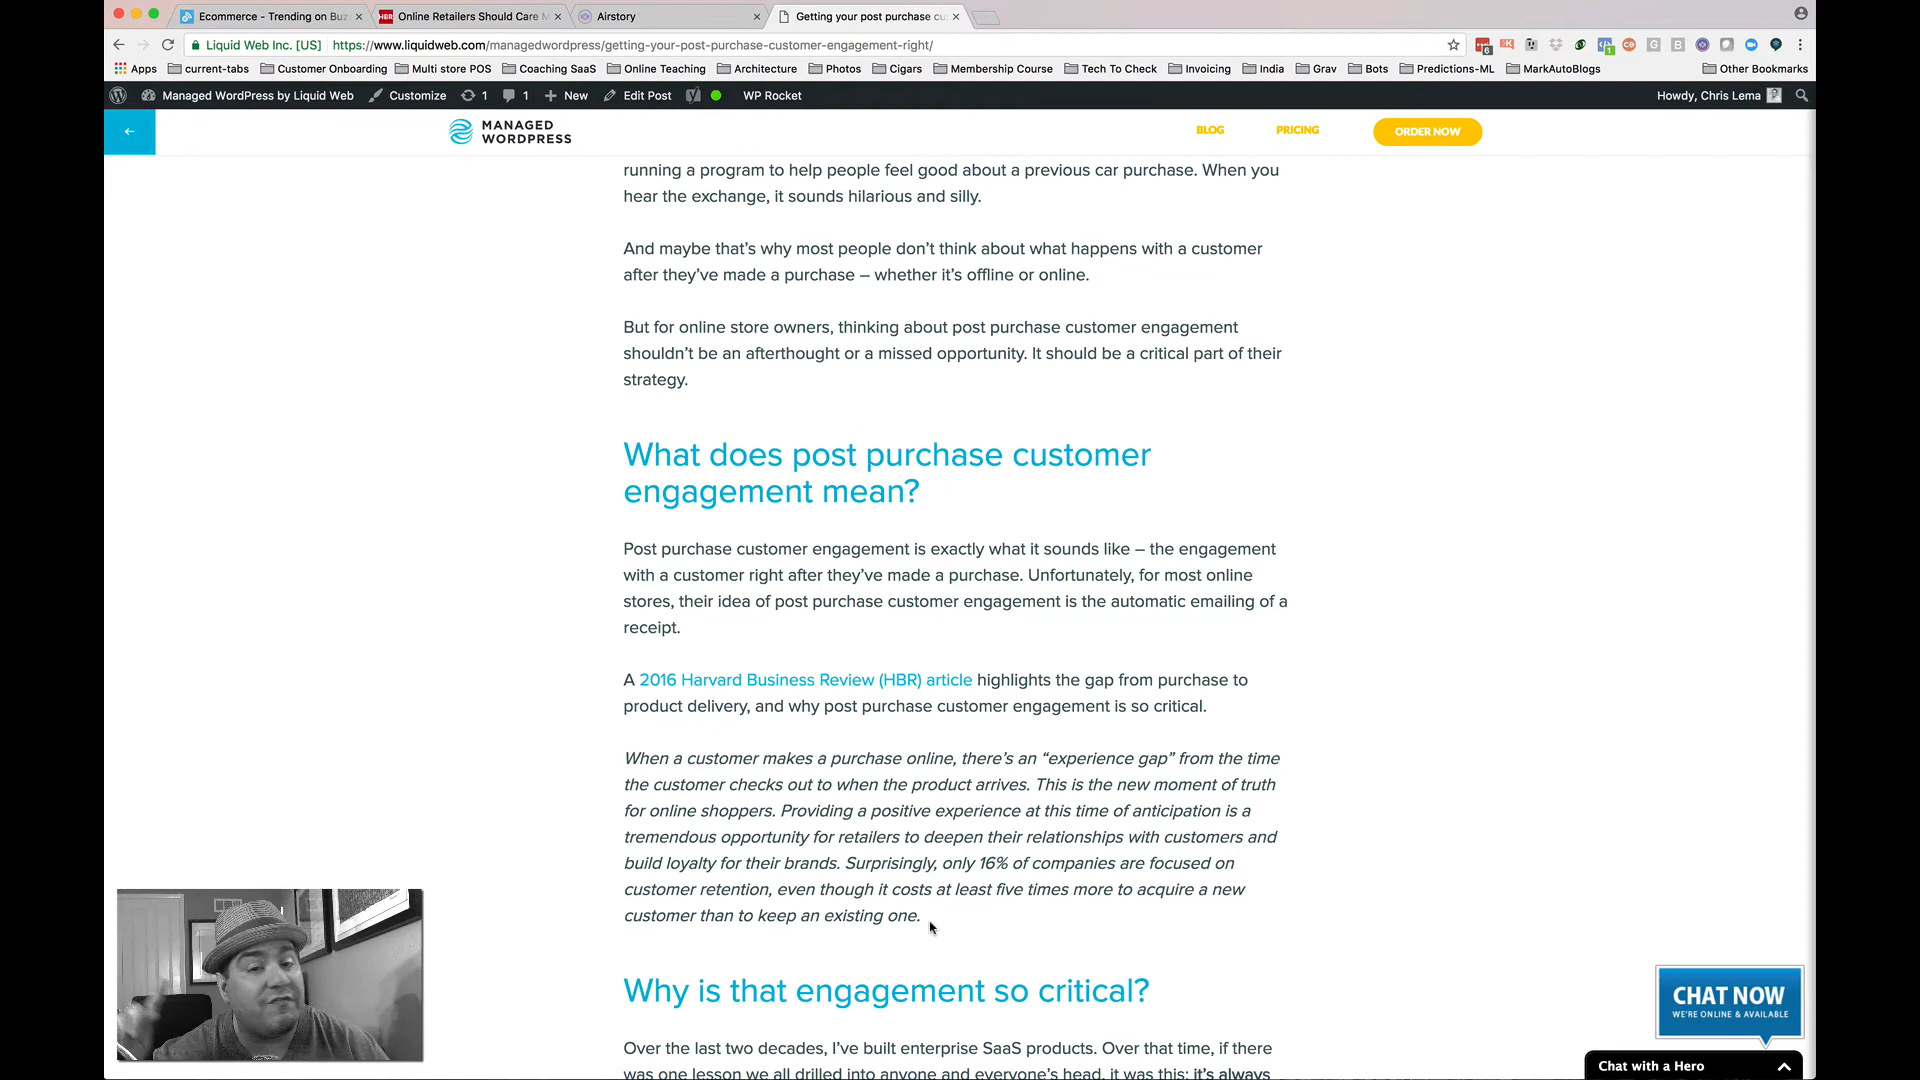 Ecommerce - Trending on Buz
Online Retailers Should Care M
Airstory
Getting your post purchase cu
Liquid Web Inc. [US]
https://www.liquidweb.com/managedwordpress/getting-your-post-purchase-customer-engagement-right/
Apps current-tabs Customer Onboarding Multi store POS Coaching SaaS Online Teaching Architecture Photos Cigars Membership Course Tech To Check Invoicing India Grav Bots Predictions-ML MarkAutoBlogs Other Bookmarks
Managed WordPress by Liquid Web Customize 1 1 New Edit Post WP Rocket Howdy, Chris Lema
MANAGED
WORDPRESS
BLOG PRICING ORDER NOW
running a program to help people feel good about a previous car purchase. When you
hear the exchange, it sounds hilarious and silly.
And maybe that's why most people don't think about what happens with a customer
after they've made a purchase – whether it's offline or online.
But for online store owners, thinking about post purchase customer engagement
shouldn't be an afterthought or a missed opportunity. It should be a critical part of their
strategy.
What does post purchase customer
engagement mean?
Post purchase customer engagement is exactly what it sounds like – the engagement
with a customer right after they've made a purchase. Unfortunately, for most online
stores, their idea of post purchase customer engagement is the automatic emailing of a
receipt.
A 2016 Harvard Business Review (HBR) article highlights the gap from purchase to
product delivery, and why post purchase customer engagement is so critical.
When a customer makes a purchase online, there's an “experience gap” from the time
the customer checks out to when the product arrives. This is the new moment of truth
for online shoppers. Providing a positive experience at this time of anticipation is a
tremendous opportunity for retailers to deepen their relationships with customers and
build loyalty for their brands. Surprisingly, only 16% of companies are focused on
customer retention, even though it costs at least five times more to acquire a new
customer than to keep an existing one.
Why is that engagement so critical?
Over the last two decades, I've built enterprise SaaS products. Over that time, if there
was one lesson we all drilled into anyone and everyone's head, it was this: it's always
CHAT NOW
WE'RE ONLINE & AVAILABLE
Chat with a Hero